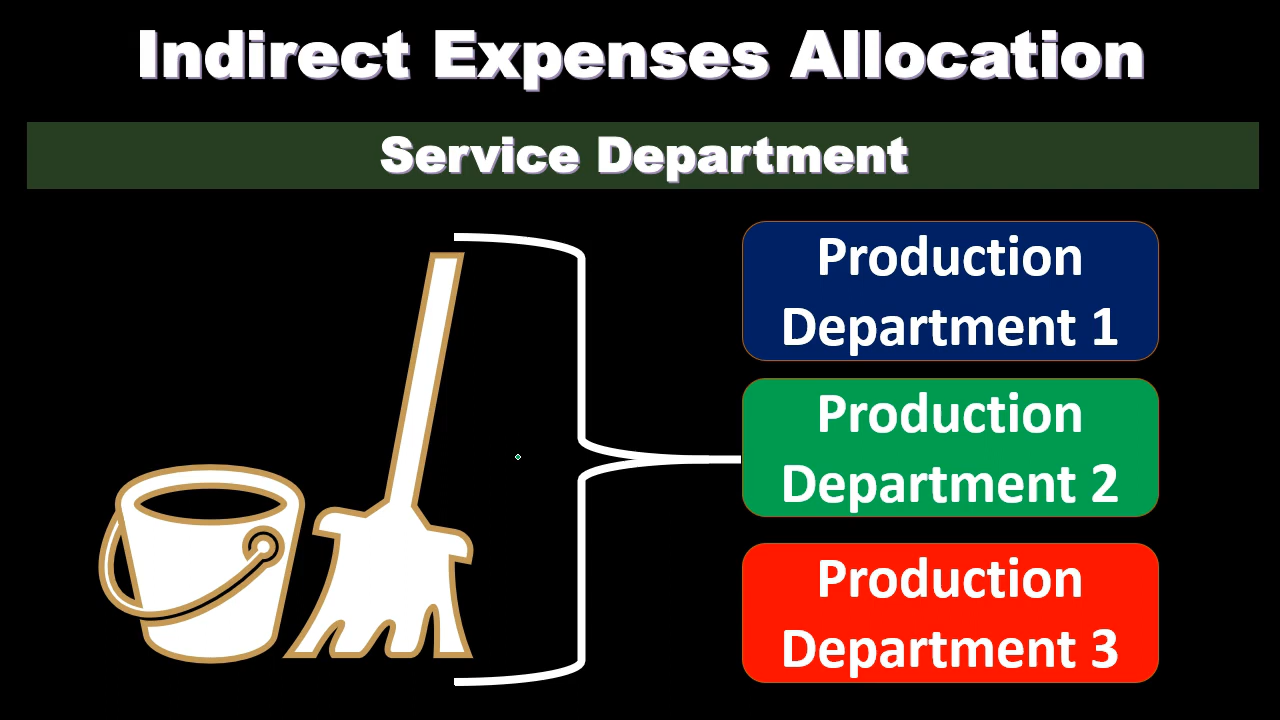 Indirect Expenses Allocation
Service Department
Production
Department 1
Production
Department 2
Production
Department 3